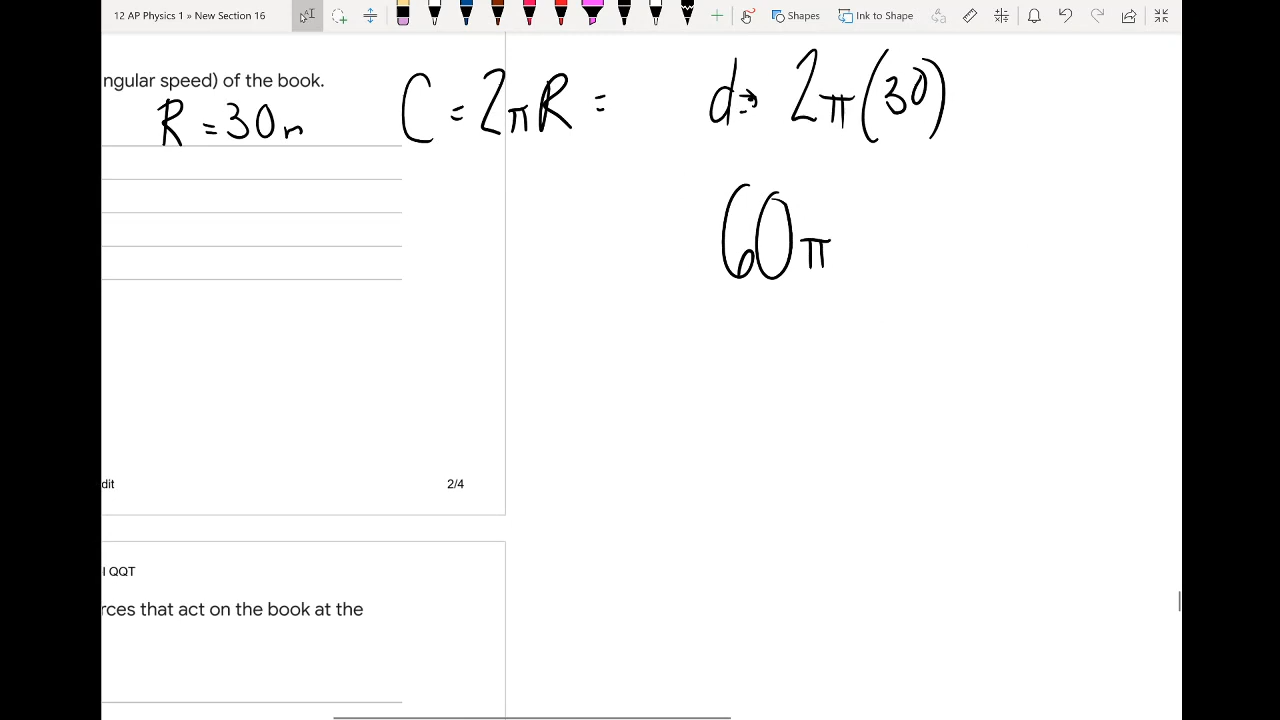 12 AP Physics 1 » New Section 16
Shapes
Ink to Shape
ngular speed) of the book.
R = 30m
C = 2πR =
d => 2π(30)
60π
dit
2/4
l QQT
rces that act on the book at the